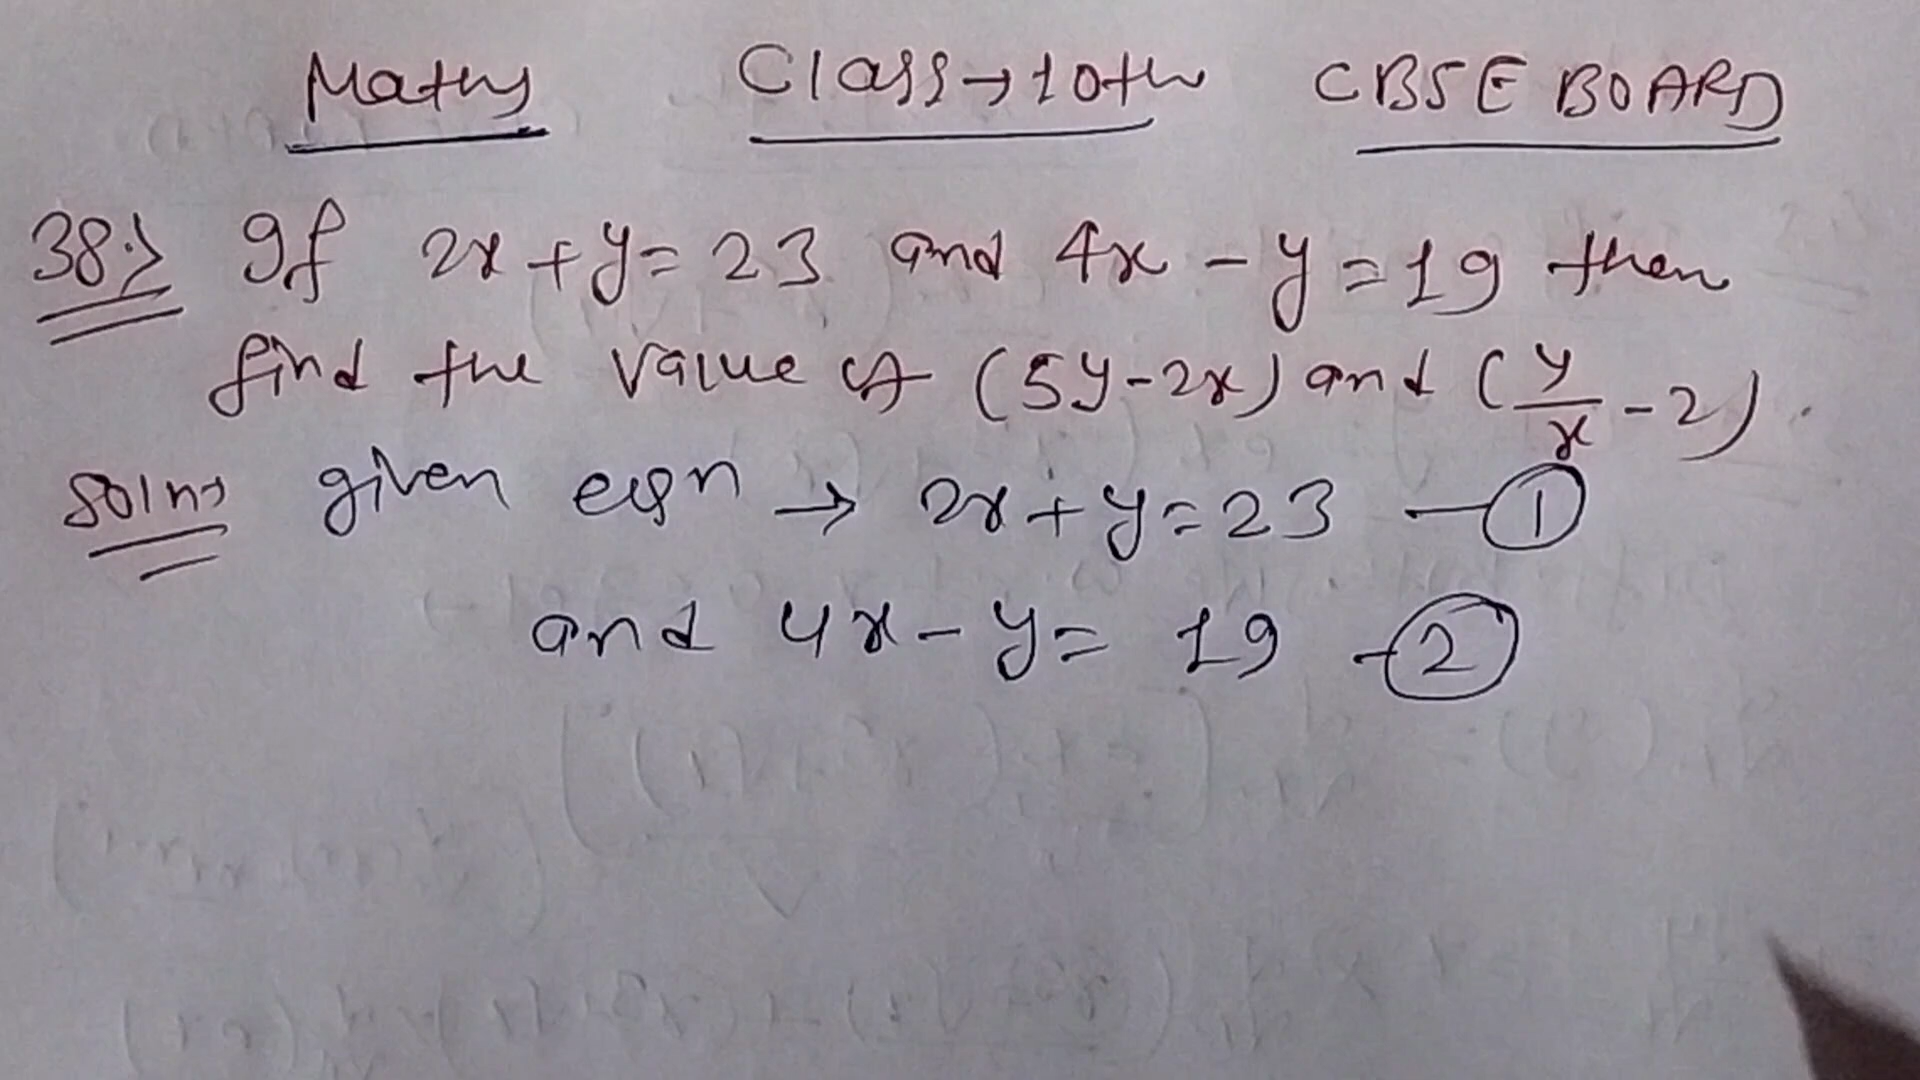 Maths Class→10th CBSE BOARD
38:> If 2x+y=23 and 4x-y=19 then
find the value of (5y-2x) and (y/x-2).
Soln→ given eqn → 2x+y=23 —①
and 4x-y=19 -②